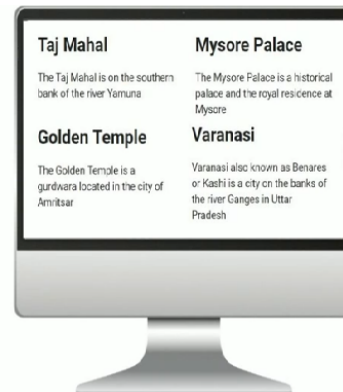 Taj Mahal
The Taj Mahal is on the southern
bank of the river Yamuna
Mysore Palace
The Mysore Palace is a historical
palace and the royal residence at
Mysore
Golden Temple
The Golden Temple is a
gurdwara located in the city of
Amritsar
Varanasi
Varanasi also known as Benares
or Kashi is a city on the banks of
the river Ganges in Uttar
Pradesh